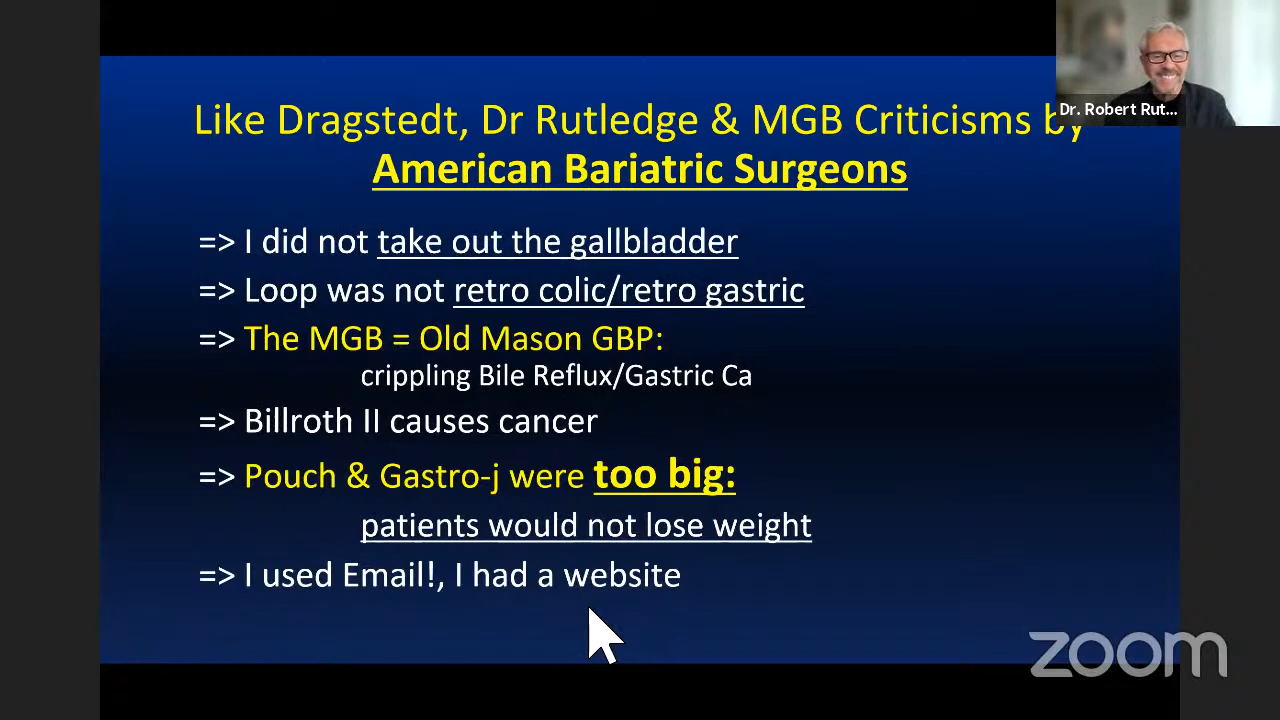 Like Dragstedt, Dr Rutledge & MGB Criticisms by
American Bariatric Surgeons
=> I did not take out the gallbladder
=> Loop was not retro colic/retro gastric
=> The MGB = Old Mason GBP:
crippling Bile Reflux/Gastric Ca
=> Billroth II causes cancer
=> Pouch & Gastro-j were too big:
patients would not lose weight
=> I used Email!, I had a website
Dr. Robert Rut...
zoom